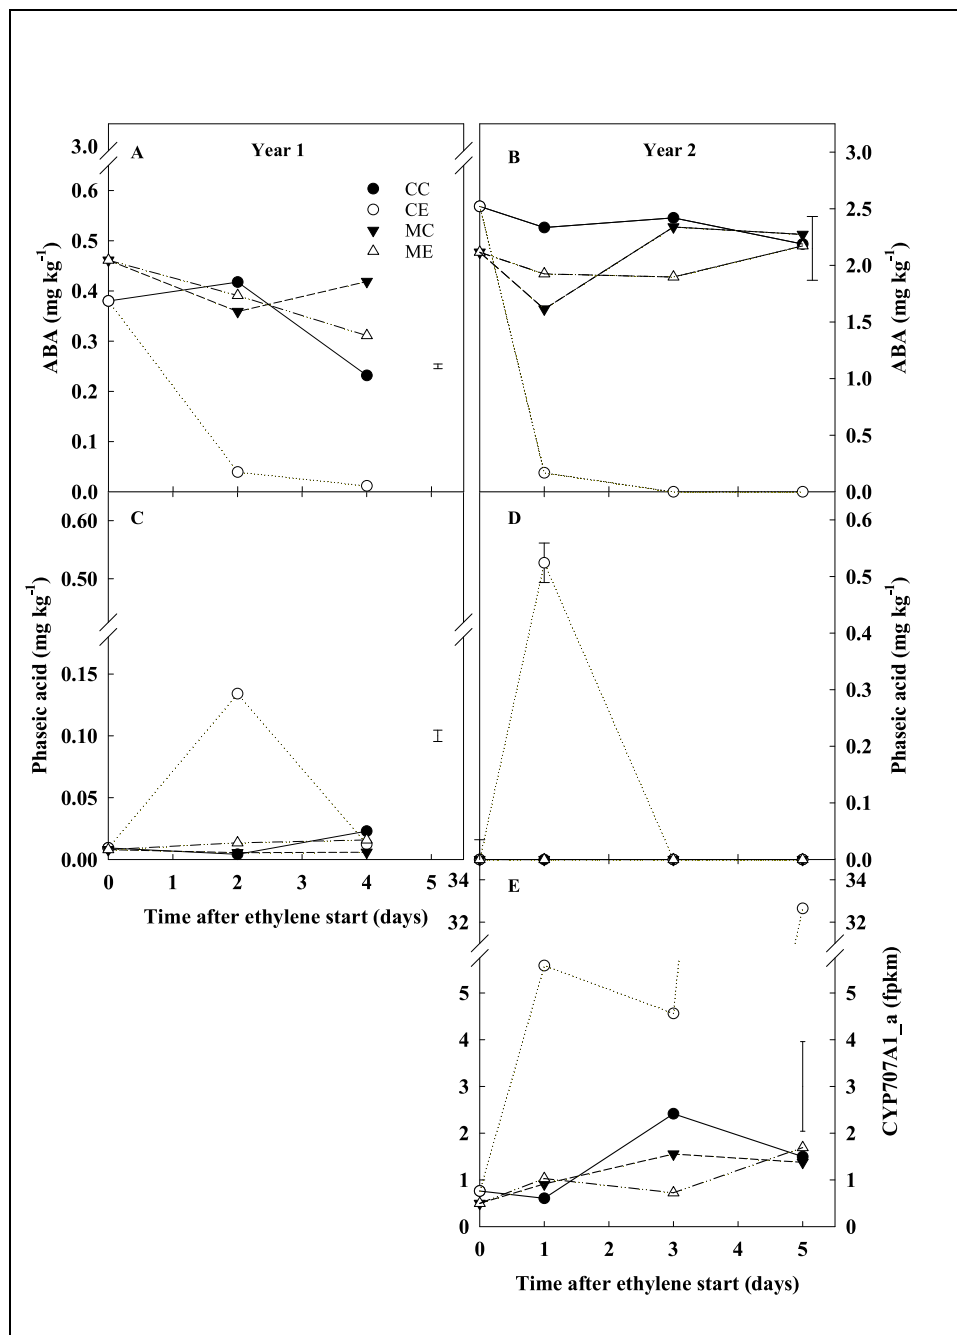 A
Year 1
B
Year 2
3.0
0.6
0.5
0.4
0.3
0.2
0.1
0.0
ABA (mg kg-1)
CC
CE
MC
ME
3.0
2.5
2.0
1.5
1.0
0.5
0.0
ABA (mg kg-1)
C
0.60
0.50
0.15
0.10
0.05
0.00
Phaseic acid (mg kg-1)
0 1 2 3 4 5
Time after ethylene start (days)
D
0.6
0.5
0.4
0.3
0.2
0.1
0.0
Phaseic acid (mg kg-1)
E
34
32
5
4
3
2
1
0
34
32
5
4
3
2
1
0
CYP707A1_a (fpkm)
0 1 2 3 4 5
Time after ethylene start (days)